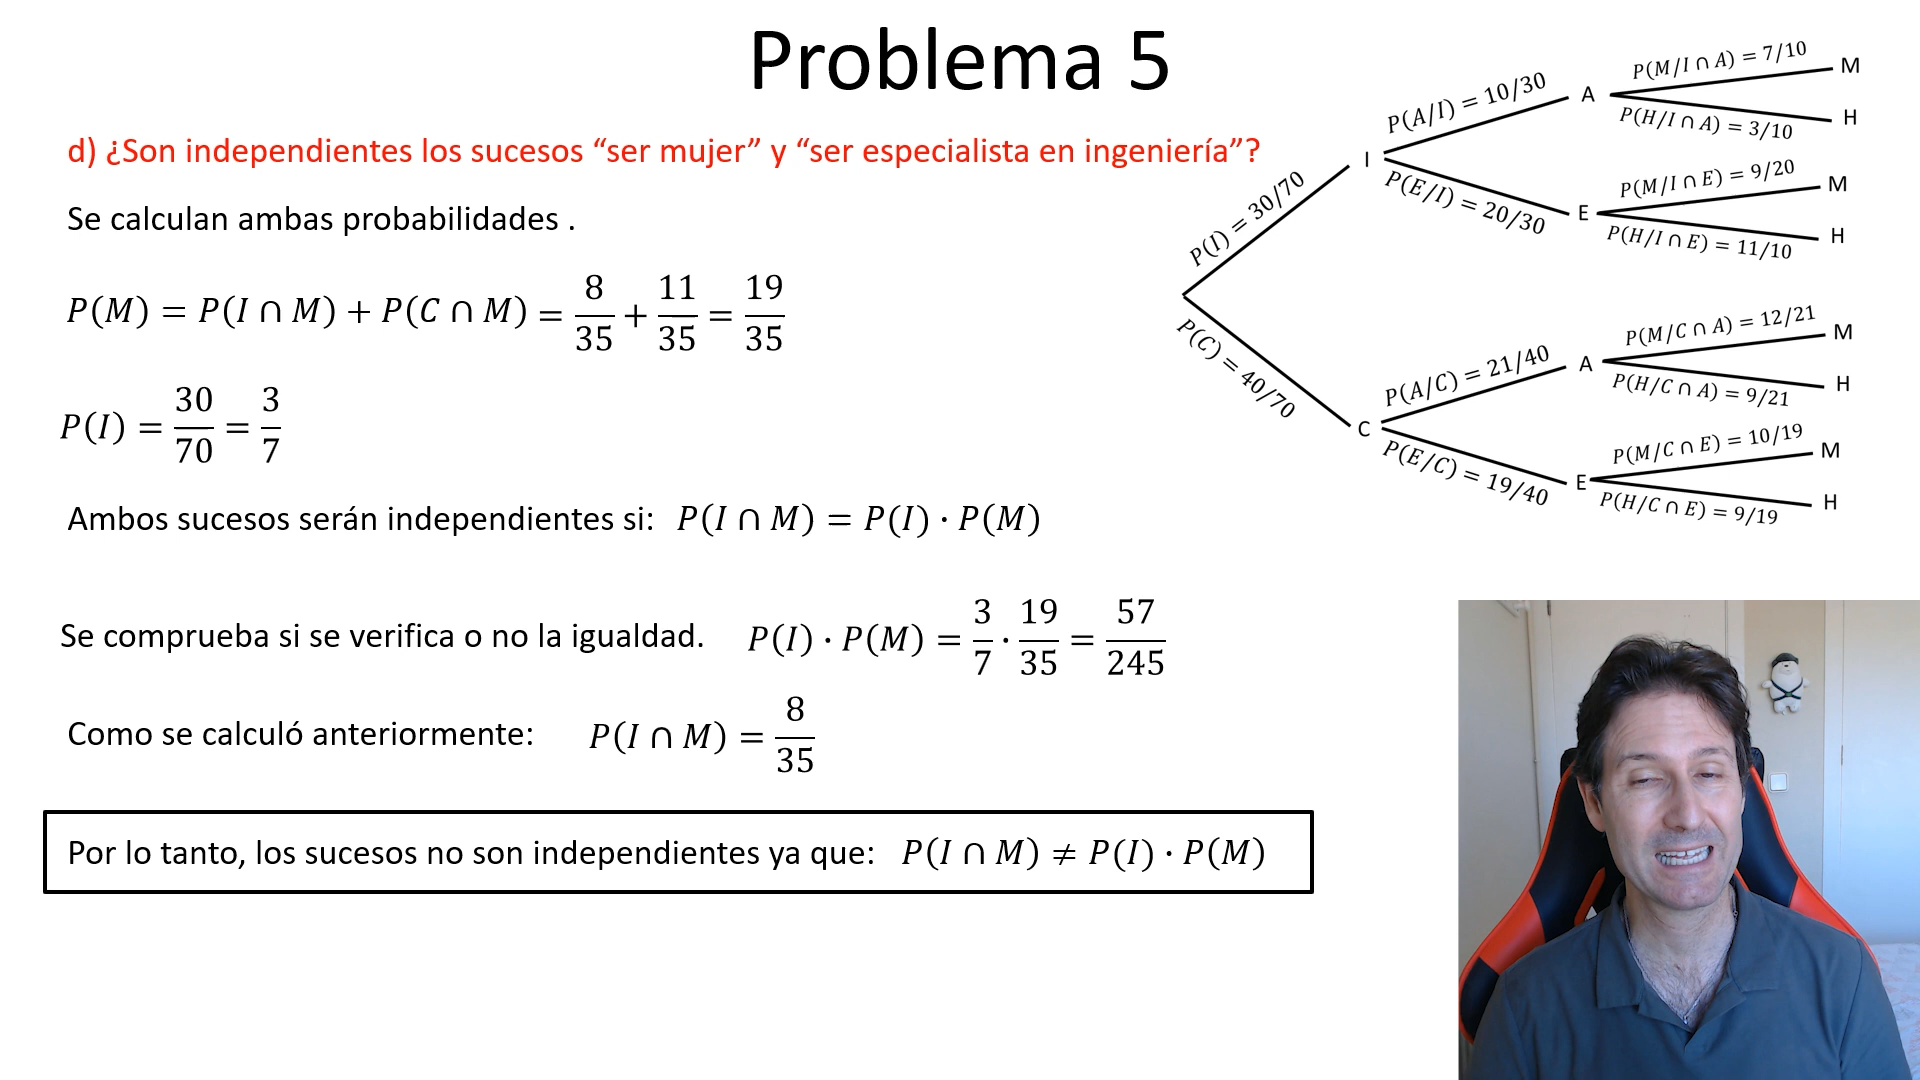 Problema 5
d) ¿Son independientes los sucesos “ser mujer” y “ser especialista en ingeniería”?
Se calculan ambas probabilidades .
P(M) = P(I ∩ M) + P(C ∩ M) = 8/35 + 11/35 = 19/35
P(I) = 30/70 = 3/7
Ambos sucesos serán independientes si: P(I ∩ M) = P(I) · P(M)
Se comprueba si se verifica o no la igualdad. P(I) · P(M) = 3/7 · 19/35 = 57/245
Como se calculó anteriormente: P(I ∩ M) = 8/35
Por lo tanto, los sucesos no son independientes ya que: P(I ∩ M) ≠ P(I) · P(M)
P(I) = 30/70
I
P(A/I) = 10/30
A
P(M/I ∩ A) = 7/10
M
P(H/I ∩ A) = 3/10
H
P(E/I) = 20/30
E
P(M/I ∩ E) = 9/20
M
P(H/I ∩ E) = 11/10
H
P(C) = 40/70
C
P(A/C) = 21/40
A
P(M/C ∩ A) = 12/21
M
P(H/C ∩ A) = 9/21
H
P(E/C) = 19/40
E
P(M/C ∩ E) = 10/19
M
P(H/C ∩ E) = 9/19
H